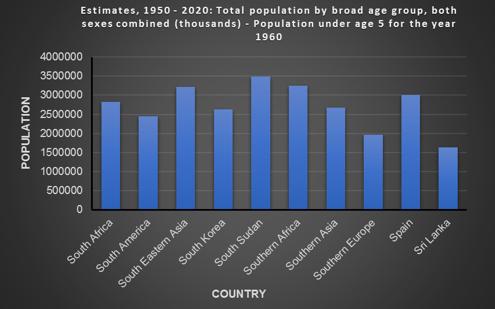 Estimates, 1950 - 2020: Total population by broad age group, both
sexes combined (thousands) - Population under age 5 for the year
1960
4000000
3500000
3000000
2500000
2000000
1500000
1000000
500000
0
POPULATION
South Africa
South America
South Eastern Asia
South Korea
South Sudan
Southern Africa
Southern Asia
Southern Europe
Spain
Sri Lanka
COUNTRY